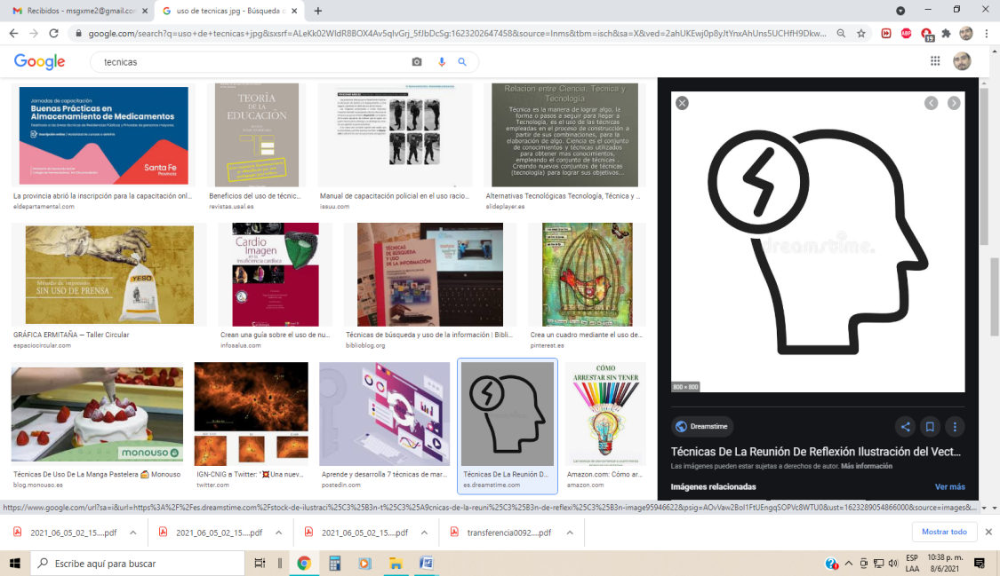 Recibidos - msgxme2@gmail.com
uso de tecnicas jpg - Búsqueda d
google.com/search?q=uso+de+tecnicas+jpg&sxsrf=ALeKk02WIdR8BOX4Av5qlvGrj_5fJbDcSg:1623202647458&source=lnms&tbm=isch&sa=X&ved=2ahUKEwj0p8yJtYnxAhUns5UCHfH9Dkw...
ABP
19
Google
tecnicas
Jornadas de capacitación
Buenas Prácticas en
Almacenamiento de Medicamentos
Santa Fe
Provincia
La provincia abrió la inscripción para la capacitación onl...
eldepartamental.com
TEORÍA
DE LA
EDUCACIÓN
Beneficios del uso de técnic...
revistas.usal.es
Manual de capacitación policial en el uso racio...
issuu.com
Relación entre Ciencia, Técnica y
Tecnología
Técnica es la manera de lograr algo, la
forma o pasos a seguir para llegar a
Tecnología, es el uso de las técnicas
empleadas en el proceso de construcción a
partir de sus combinaciones, para la
elaboración de algo. Ciencia es el conjunto
de conocimientos y técnicas utilizados
para obtener mas conocimientos,
empleando el conjunto de técnicas .
Creando nuevos conjuntos de técnicas
(tecnología) para lograr sus objetivos...
Alternativas Tecnológicas Tecnología, Técnica y ...
slideplayer.es
Método de impresión
SIN USO DE PRENSA
YESO
GRÁFICA ERMITAÑA — Taller Circular
espaciocircular.com
Cardio
Imagen
en la
insuficiencia cardíaca
Crean una guía sobre el uso de nu...
infosalus.com
TÉCNICAS
DE BÚSQUEDA Y
USO DE
LA INFORMACIÓN
Técnicas de búsqueda y uso de la información | Bibli...
biblioblog.org
Crea un cuadro mediante el uso de...
pinterest.es
monouso
Técnicas De Uso De La Manga Pastelera 🍰 Monouso
blog.monouso.es
IGN-CNIG в Twitter: "💥Una nuev...
twitter.com
Aprende y desarrolla 7 técnicas de mar...
postedin.com
Técnicas De La Reunión D...
es.dreamstime.com
CÓMO
ARRESTAR SIN TENER
Amazon.com: Cómo ar...
amazon.com
dreamstime.
800 × 800
Dreamstime
Técnicas De La Reunión De Reflexión Ilustración del Vect...
Las imágenes pueden estar sujetas a derechos de autor. Más información
Imágenes relacionadas
Ver más
https://www.google.com/url?sa=i&url=https%3A%2F%2Fes.dreamstime.com%2Fstock-de-ilustraci%25C3%25B3n-t%25C3%25A9cnicas-de-la-reuni%25C3%25B3n-de-reflexi%25C3%25B3n-image95946622&psig=AOvVaw2BoI1FtUEngqSOPVc8WTU0&ust=1623289054866000&source=images&...
2021_06_05_02_15....pdf
2021_06_05_02_15....pdf
2021_06_05_02_15....pdf
transferencia0092....pdf
Mostrar todo
Escribe aquí para buscar
ESP
LAA
10:38 p. m.
8/6/2021